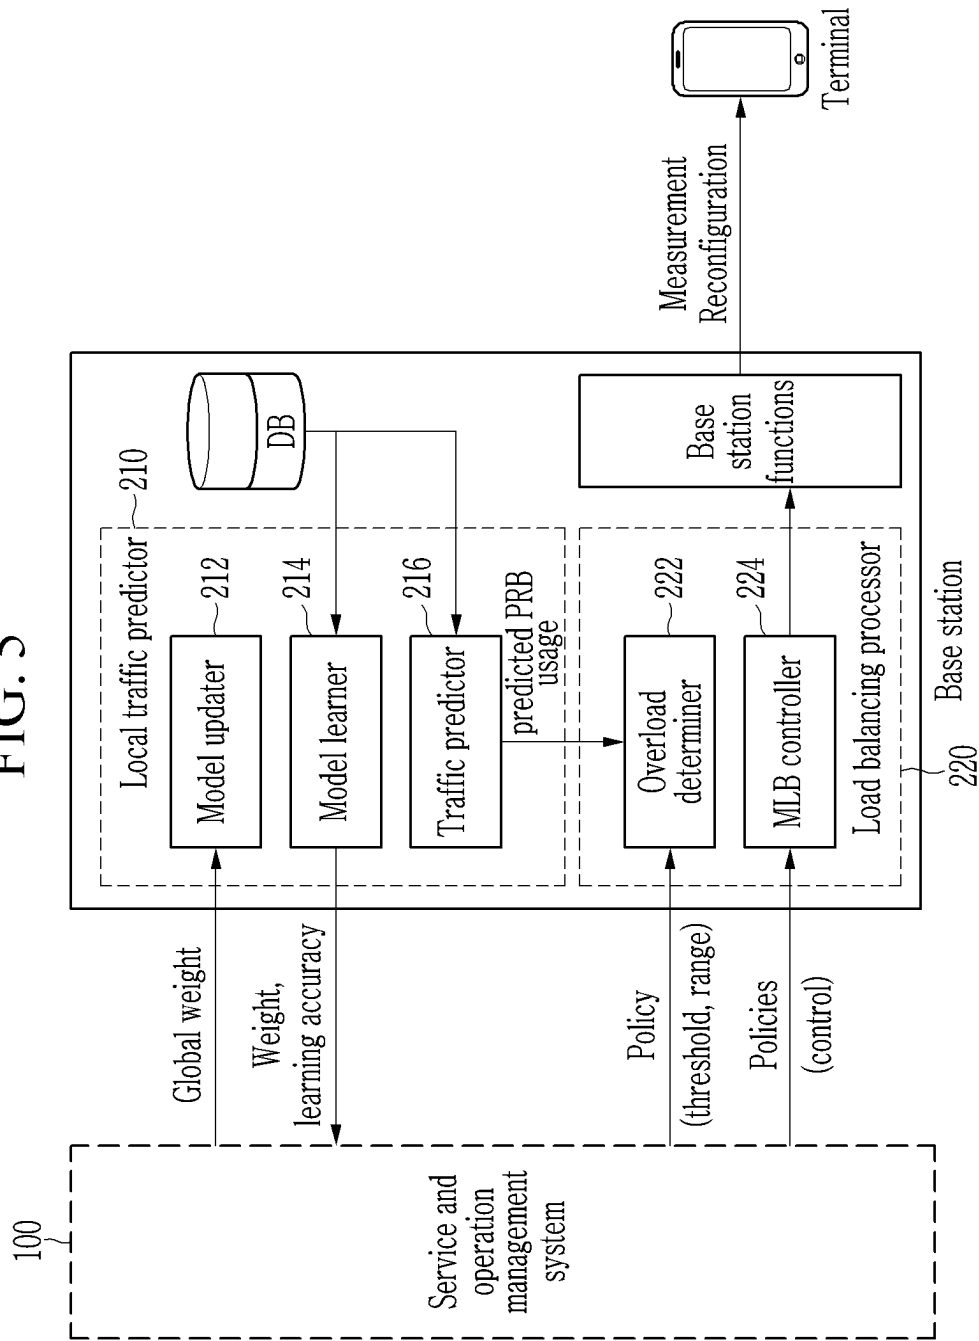 100
Service and
operation
management
system
Global weight
Weight,
learning accuracy
Policy
(threshold, range)
Policies
(control)
Local traffic predictor
210
Model updater
212
Model learner
214
Traffic predictor
216
DB
predicted PRB
usage
Overload
determiner
222
MLB controller
224
Load balancing processor
220
Base station
Base
station
functions
Measurement
Reconfiguration
Terminal